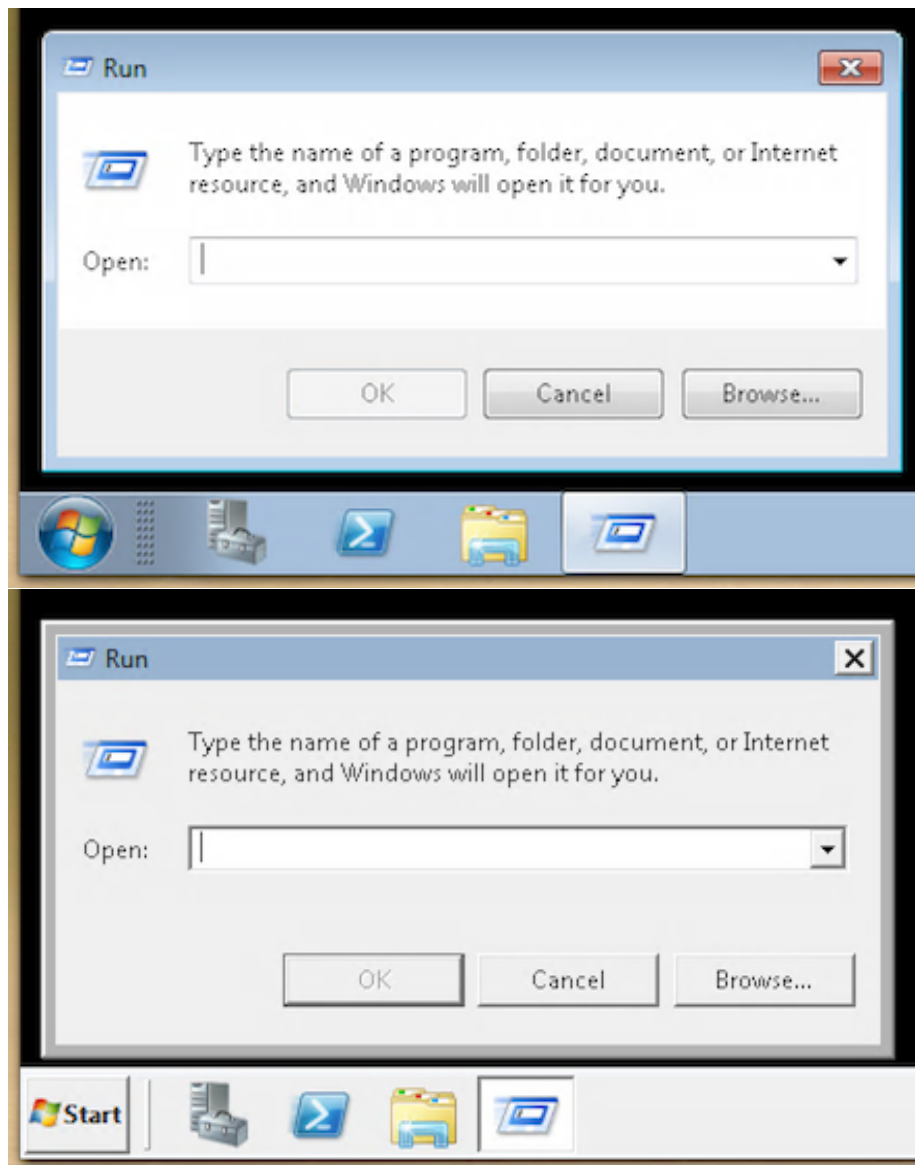 Run
Type the name of a program, folder, document, or Internet
resource, and Windows will open it for you.
Open:
OK Cancel Browse...
Run
Type the name of a program, folder, document, or Internet
resource, and Windows will open it for you.
Open:
OK Cancel Browse...
Start